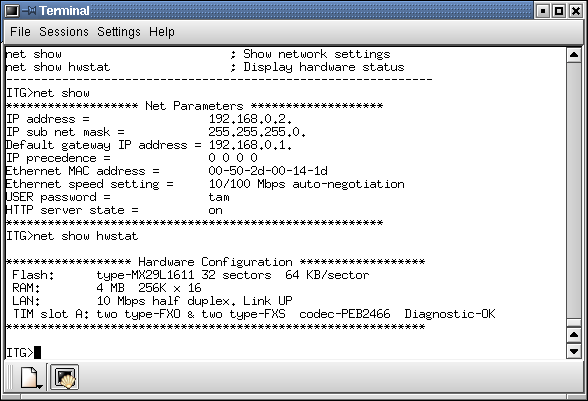 Terminal
File Sessions Settings Help
net show ; Show network settings
net show hwstat ; Display hardware status
----------------------------------------------------------------
ITG>net show
****************** Net Parameters ******************
IP address = 192.168.0.2.
IP sub net mask = 255.255.255.0.
Default gateway IP address = 192.168.0.1.
IP precedence = 0 0 0 0
Ethernet MAC address = 00-50-2d-00-14-1d
Ethernet speed setting = 10/100 Mbps auto-negotiation
USER password = tam
HTTP server state = on
****************************************************
ITG>net show hwstat
***************** Hardware Configuration *****************
Flash: type-MX29L1611 32 sectors 64 KB/sector
RAM: 4 MB 256K x 16
LAN: 10 Mbps half duplex. Link UP
TIM slot A: two type-FXO & two type-FXS codec-PEB2466 Diagnostic-OK
**********************************************************
ITG>